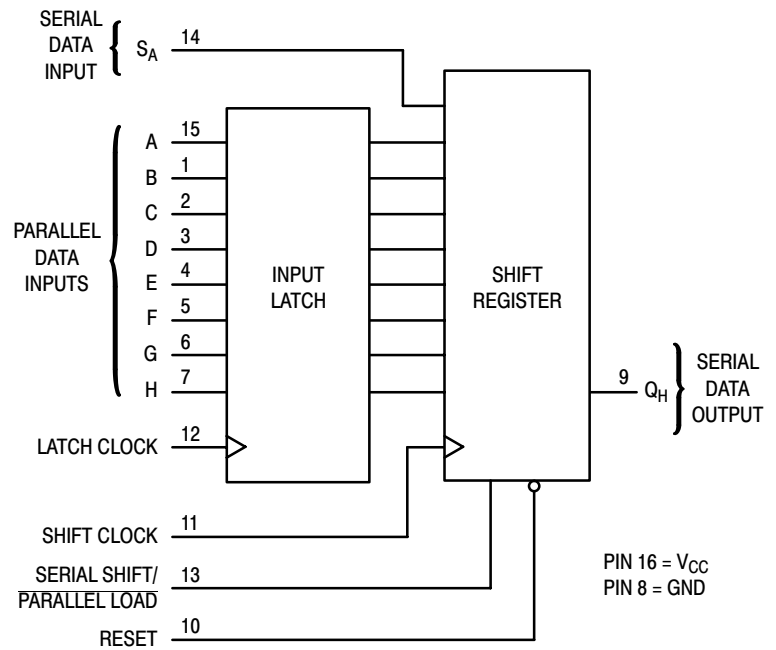 SERIAL
DATA
INPUT
SA
14
PARALLEL
DATA
INPUTS
A 15
B 1
C 2
D 3
E 4
F 5
G 6
H 7
INPUT
LATCH
SHIFT
REGISTER
9
QH
SERIAL
DATA
OUTPUT
LATCH CLOCK 12
SHIFT CLOCK 11
SERIAL SHIFT/
PARALLEL LOAD
13
RESET 10
PIN 16 = VCC
PIN 8 = GND